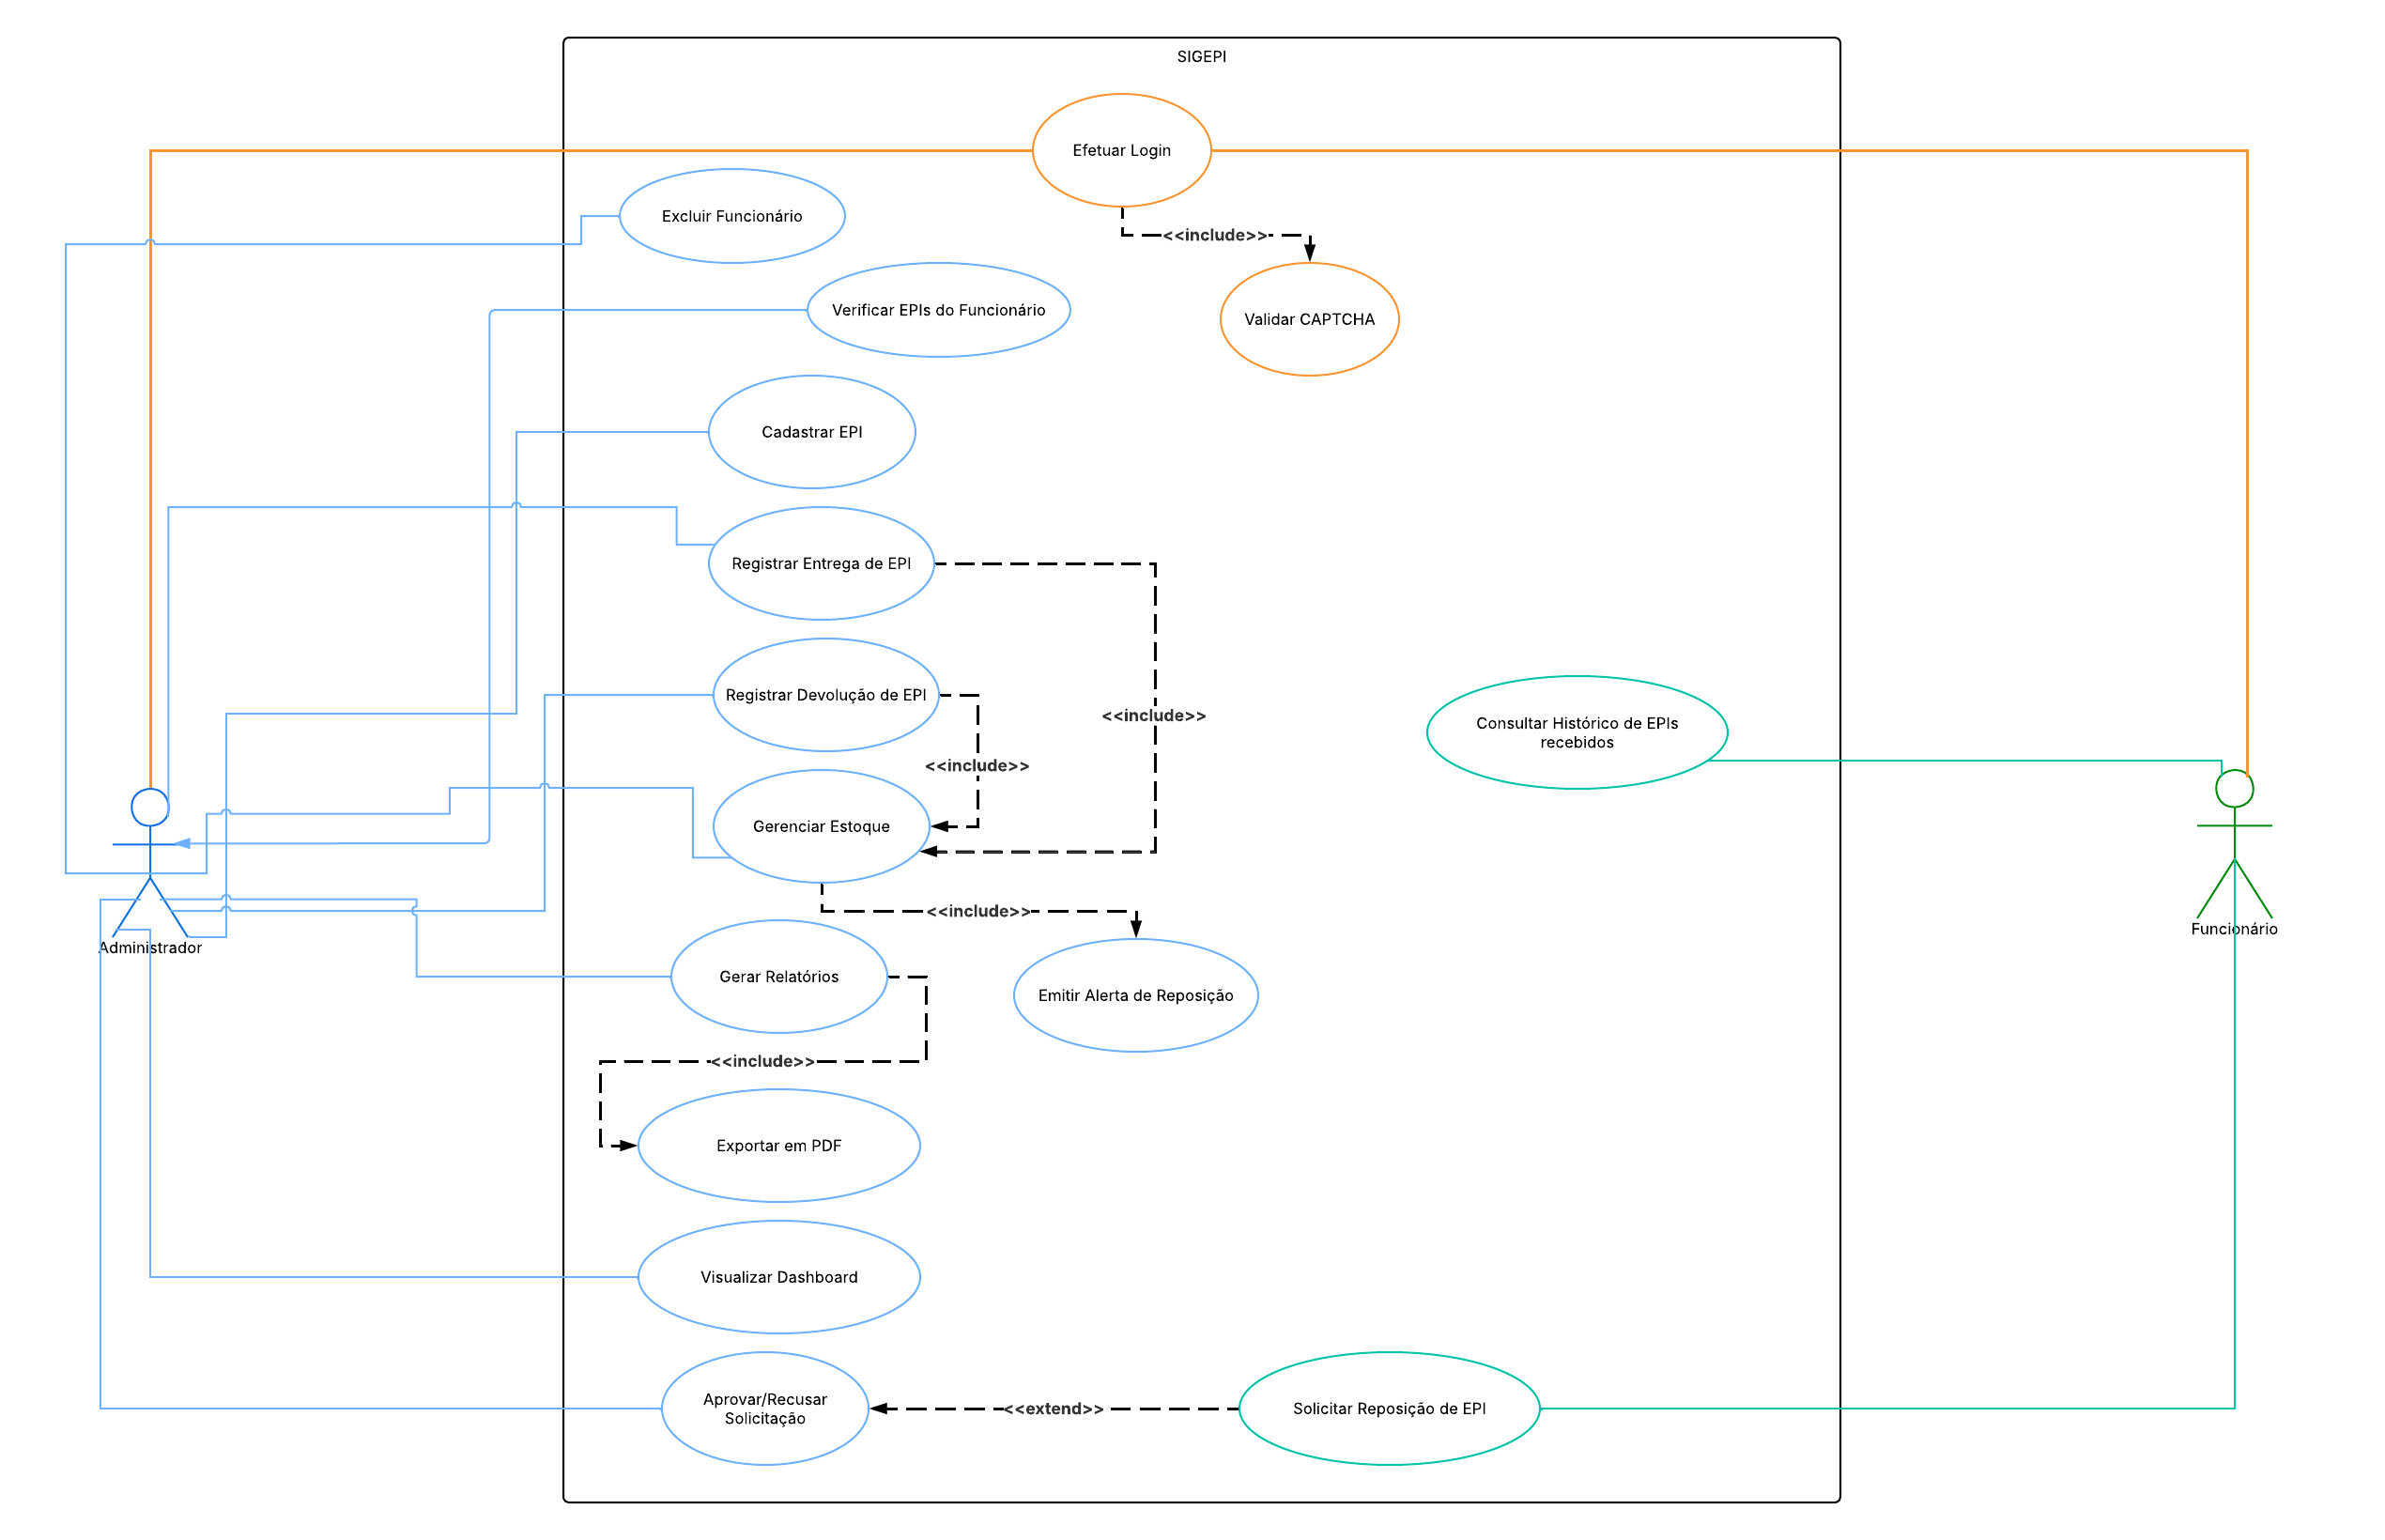 SIGEPI
Efetuar Login
Excluir Funcionário
<<include>>
Verificar EPIs do Funcionário
Validar CAPTCHA
Cadastrar EPI
Registrar Entrega de EPI
Registrar Devolução de EPI
<<include>>
Consultar Histórico de EPIs
recebidos
<<include>>
Gerenciar Estoque
<<include>>
Funcionário
Administrador
Gerar Relatórios
Emitir Alerta de Reposição
<<include>>
Exportar em PDF
Visualizar Dashboard
Aprovar/Recusar
Solicitação
<<extend>>
Solicitar Reposição de EPI